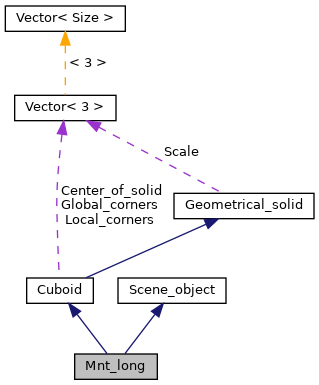 Vector< Size >
< 3 >
Vector< 3 >
Scale
Center_of_solid
Global_corners
Local_corners
Geometrical_solid
Cuboid
Scene_object
Mnt_long